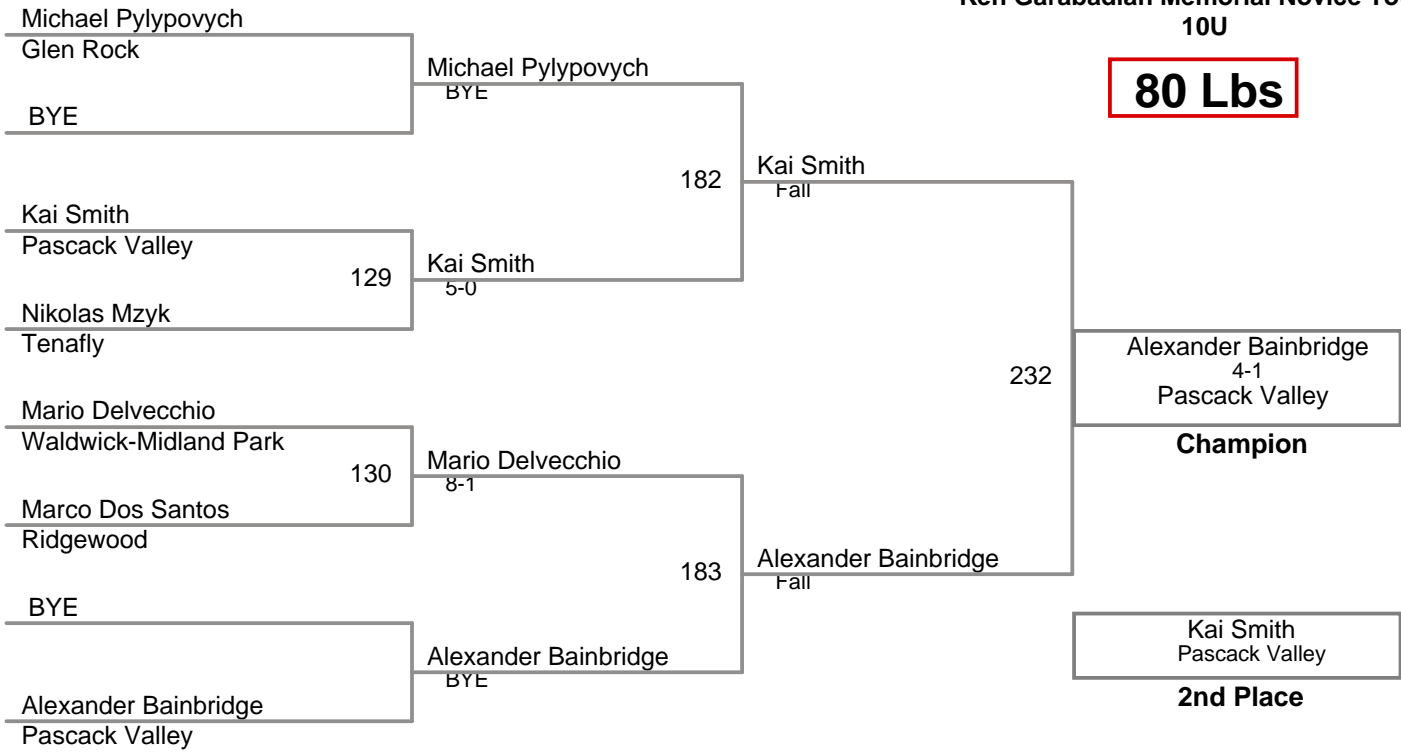 Ken Garabadian Memorial Novice
10U
80 Lbs
Michael Pylypovych
Glen Rock
BYE
Kai Smith
Pascack Valley
Nikolas Mzyk
Tenafly
Mario Delvecchio
Waldwick-Midland Park
Marco Dos Santos
Ridgewood
BYE
Alexander Bainbridge
Pascack Valley
129
130
Michael Pylypovych
BYE
Kai Smith
5-0
Mario Delvecchio
8-1
Alexander Bainbridge
BYE
182
183
Kai Smith
Fall
Alexander Bainbridge
Fall
232
Alexander Bainbridge
4-1
Pascack Valley
Champion
Kai Smith
Pascack Valley
2nd Place